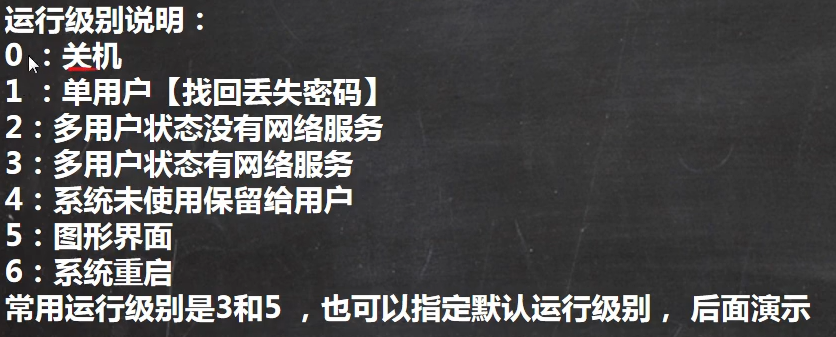 运行级别说明：
0 ：关机
1 ：单用户【找回丢失密码】
2：多用户状态没有网络服务
3：多用户状态有网络服务
4：系统未使用保留给用户
5：图形界面
6：系统重启
常用运行级别是3和5 ，也可以指定默认运行级别， 后面演示